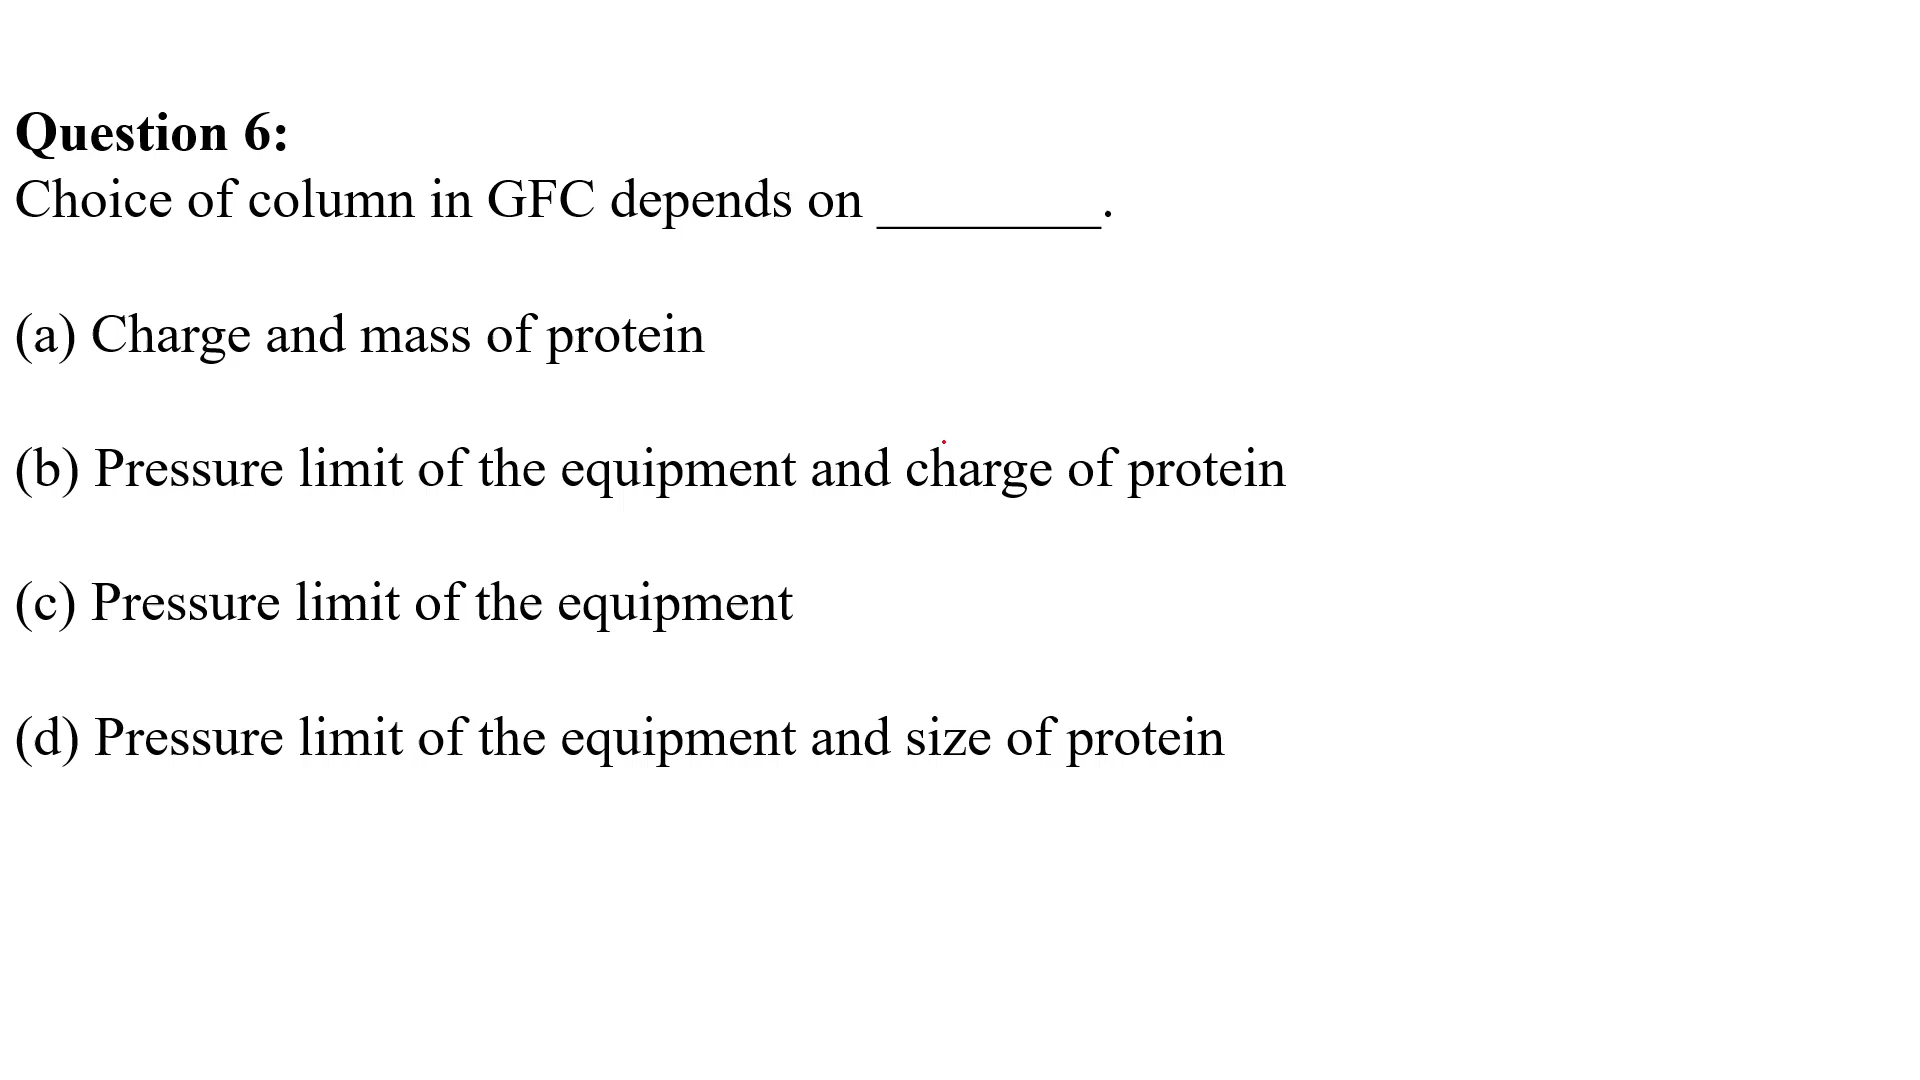 Question 6:
Choice of column in GFC depends on ________.
(a) Charge and mass of protein
(b) Pressure limit of the equipment and charge of protein
(c) Pressure limit of the equipment
(d) Pressure limit of the equipment and size of protein